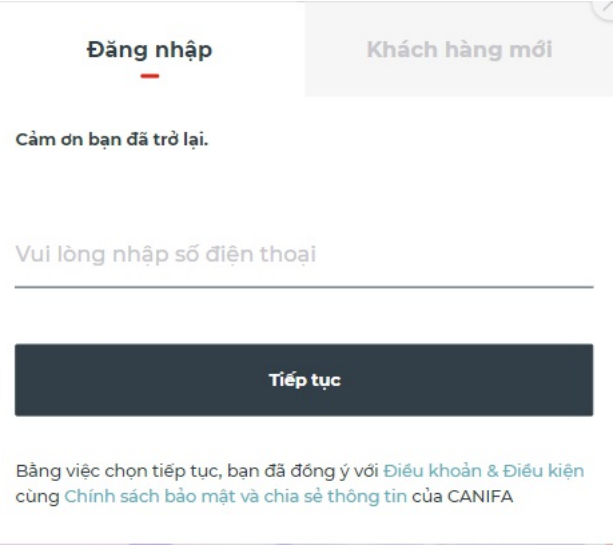 Đăng nhập
Khách hàng mới
Cảm ơn bạn đã trở lại.
Vui lòng nhập số điện thoại
Tiếp tục
Bằng việc chọn tiếp tục, bạn đã đồng ý với Điều khoản & Điều kiện
cùng Chính sách bảo mật và chia sẻ thông tin của CANIFA